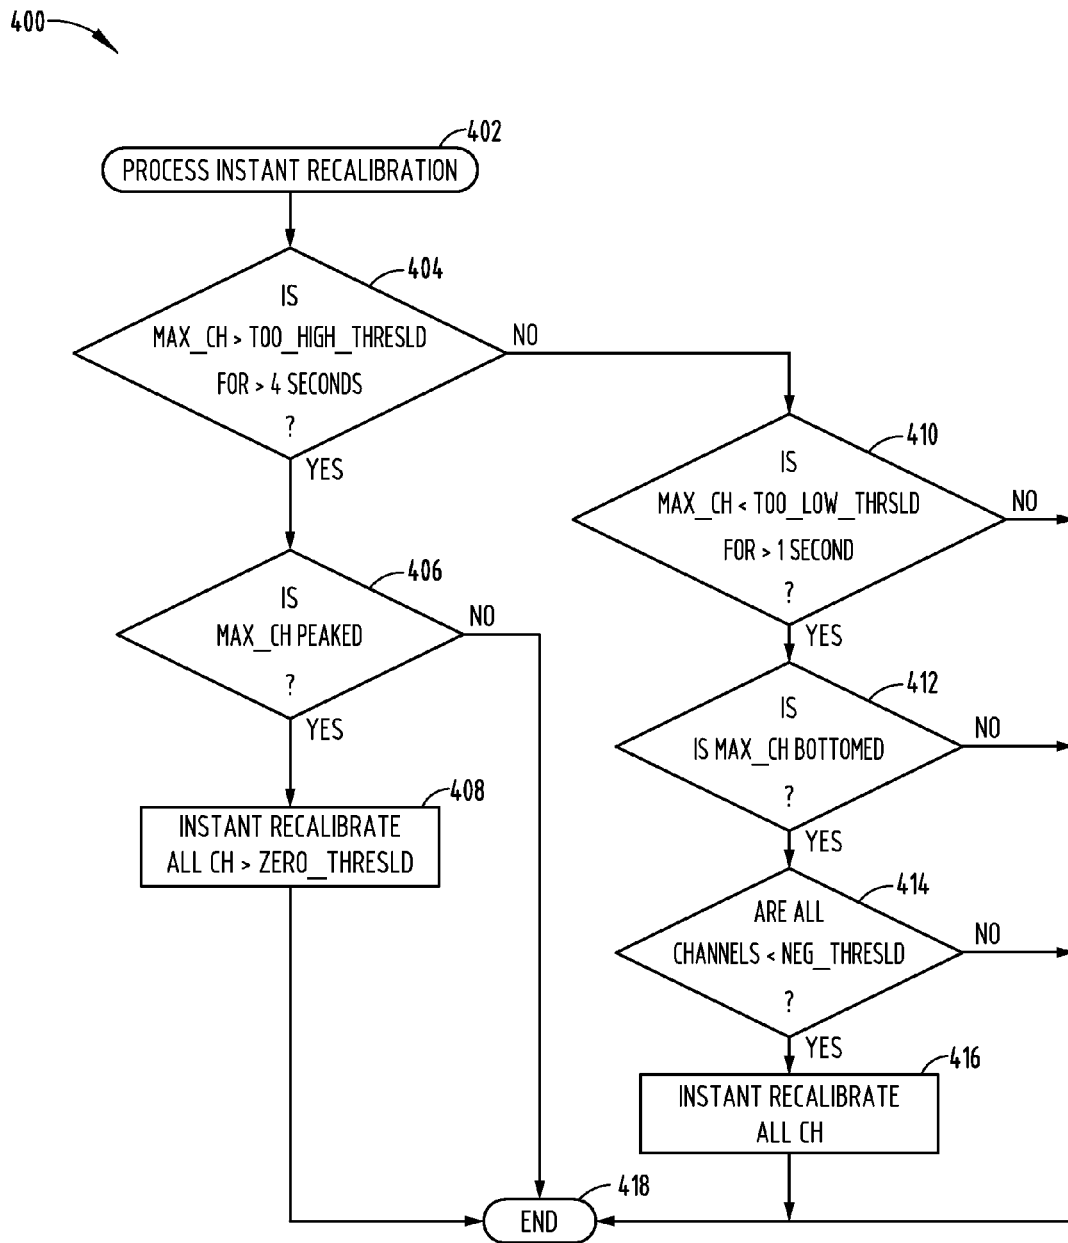 400
402
PROCESS INSTANT RECALIBRATION
404
IS
MAX_CH > TOO_HIGH_THRESLD
FOR > 4 SECONDS
?
NO
YES
410
IS
MAX_CH < TOO_LOW_THRSLD
FOR > 1 SECOND
?
NO
YES
406
IS
MAX_CH PEAKED
?
NO
YES
412
IS
IS MAX_CH BOTTOMED
?
NO
YES
408
INSTANT RECALIBRATE
ALL CH > ZERO_THRESLD
414
ARE ALL
CHANNELS < NEG_THRESLD
?
NO
YES
416
INSTANT RECALIBRATE
ALL CH
418
END